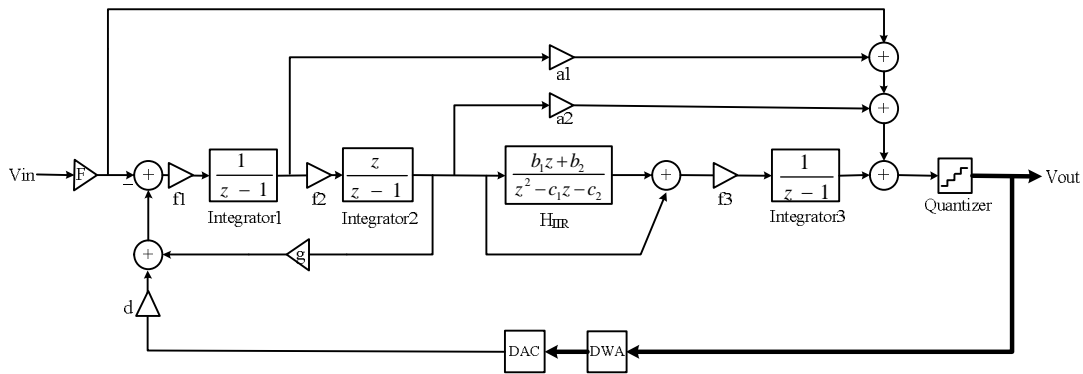 a1
a2
Vin
F
−
+
f1
1
z − 1
Integrator1
f2
z
z − 1
Integrator2
b₁z+b₂
z²−c₁z−c₂
H_IIR
+
f3
1
z − 1
Integrator3
+
+
+
Quantizer
Vout
+
g
d
DAC
DWA